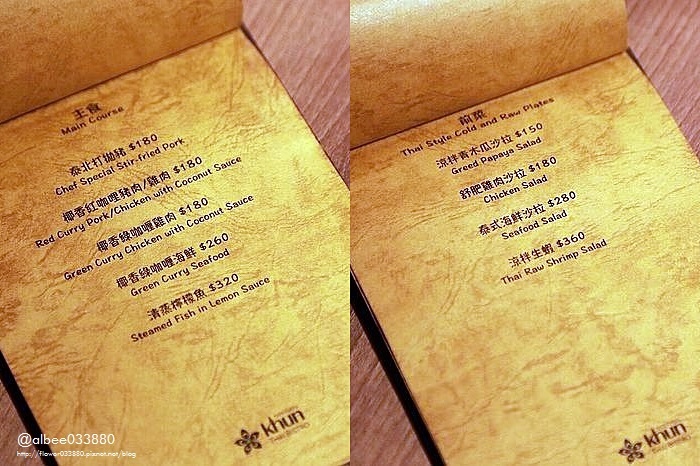 主食
Main Course
泰北打拋豬 $180
Chef Special Stir-fried Pork
椰香紅咖哩豬肉/雞肉 $180
Red Curry Pork/Chicken with Coconut Sauce
椰香綠咖哩雞肉 $180
Green Curry Chicken with Coconut Sauce
椰香綠咖哩海鮮 $260
Green Curry Seafood
清蒸檸檬魚 $320
Steamed Fish in Lemon Sauce
khun
@albee033880
http://flower033880.pixnet.net/blog
前菜
Thai Style Cold and Raw Plates
涼拌青木瓜沙拉 $150
Greed Papaya Salad
舒肥雞肉沙拉 $180
Chicken Salad
泰式海鮮沙拉 $280
Seafood Salad
涼拌生蝦 $360
Thai Raw Shrimp Salad
khun